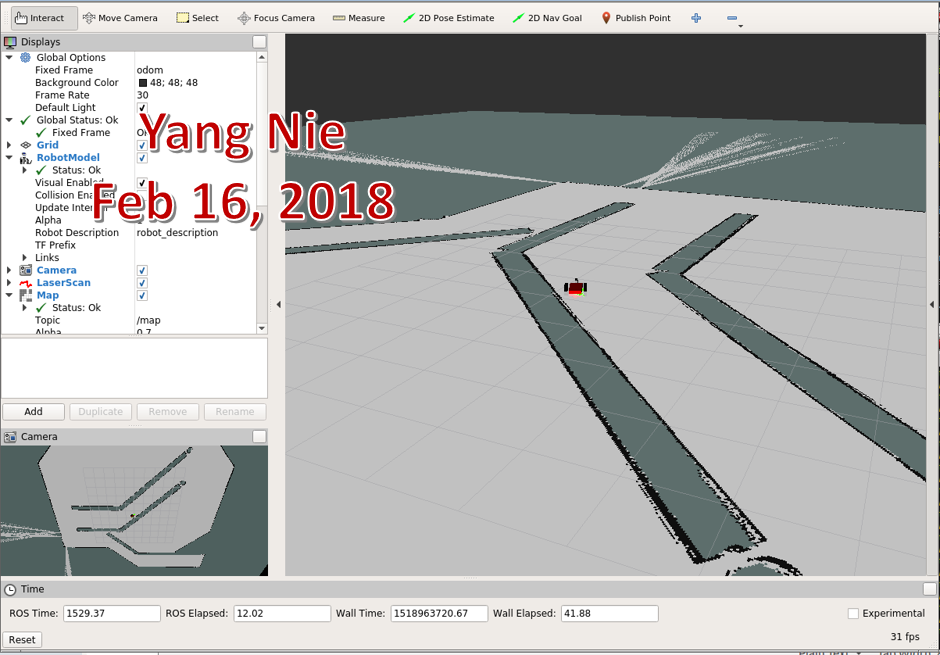 Interact Move Camera Select Focus Camera Measure 2D Pose Estimate 2D Nav Goal Publish Point
Displays
Global Options
Fixed Frame odom
Background Color 48; 48; 48
Frame Rate 30
Default Light
Global Status: Ok
Fixed Frame
Grid
RobotModel
Status: Ok
Visual Enabled
Collision
Update
Alpha
Robot Description robot_description
TF Prefix
Links
Camera
LaserScan
Map
Status: Ok
Topic /map
Alpha 0.7
Yang Nie
Feb 16, 2018
Add Duplicate Remove Rename
Camera
Time
ROS Time: 1529.37 ROS Elapsed: 12.02 Wall Time: 1518963720.67 Wall Elapsed: 41.88 Experimental
Reset 31 fps